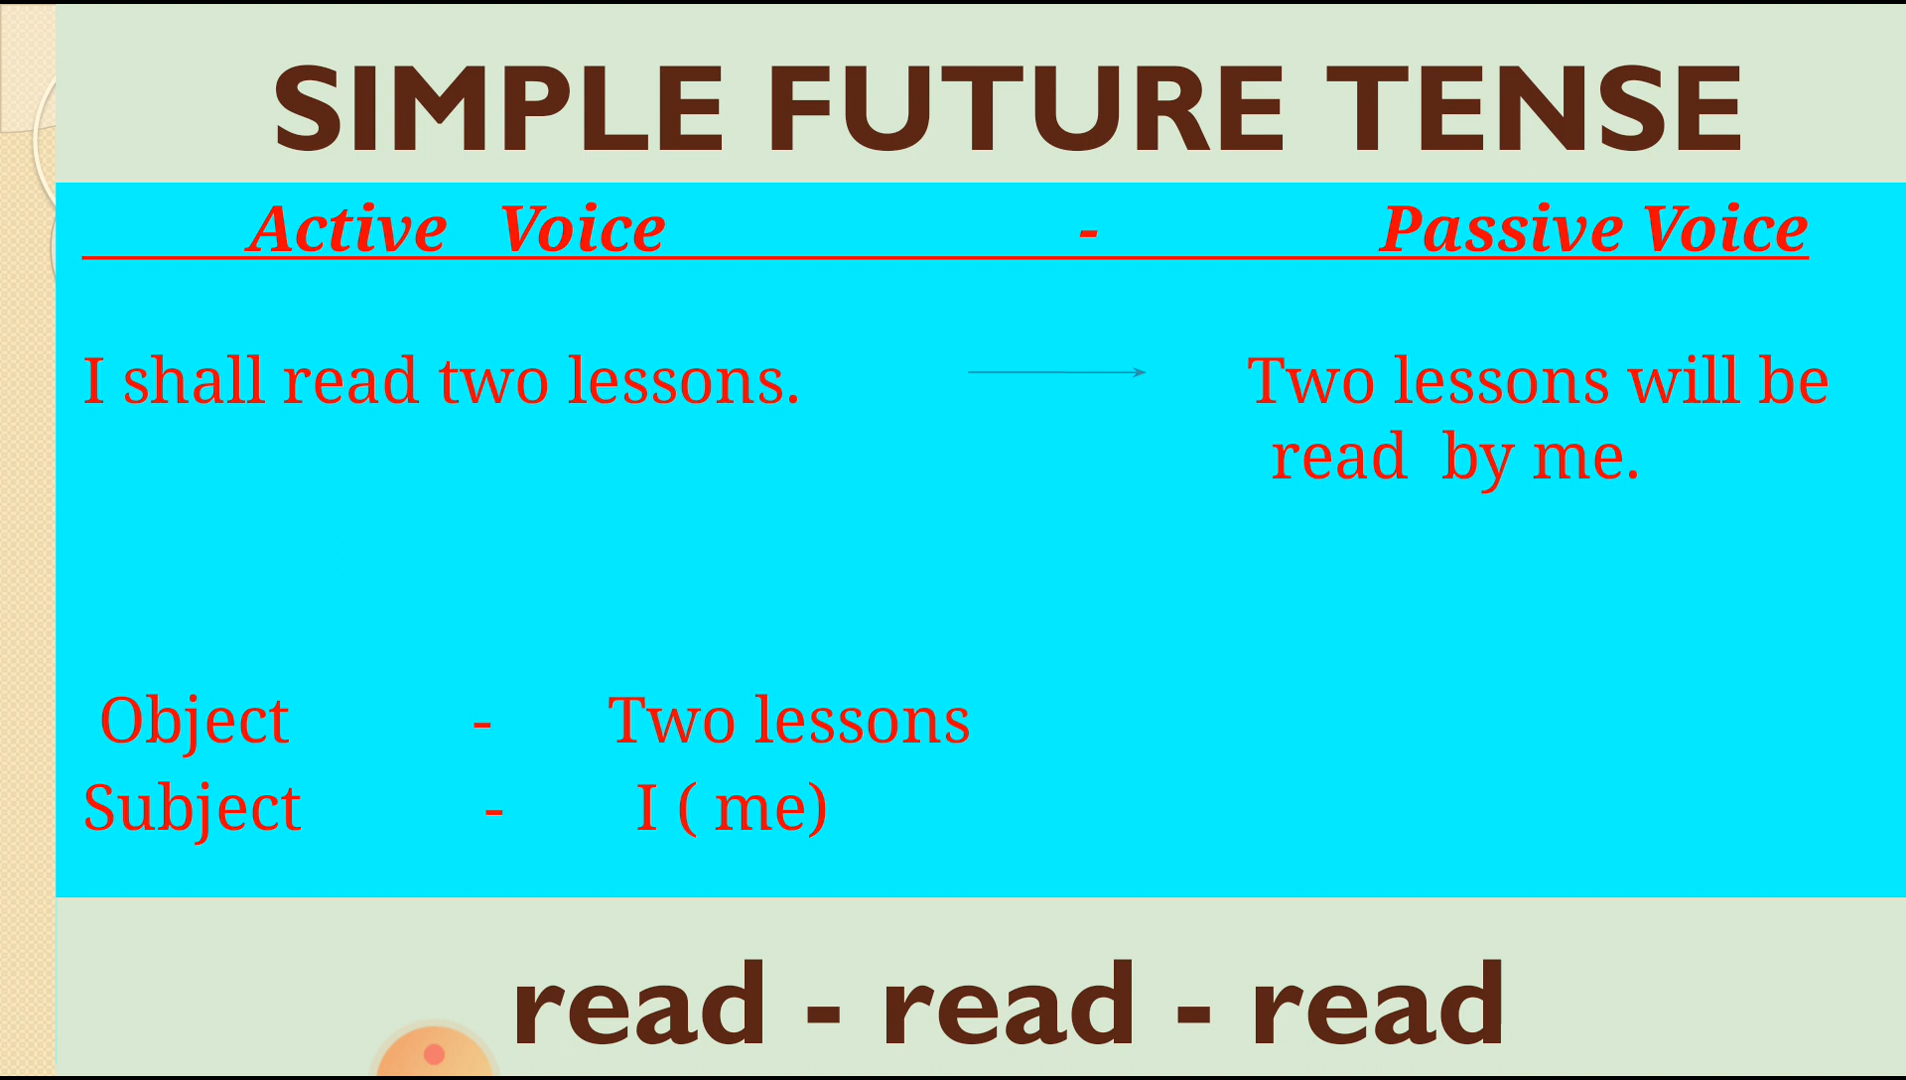 SIMPLE FUTURE TENSE
Active Voice - Passive Voice
I shall read two lessons. Two lessons will be
read by me.
Object - Two lessons
Subject - I ( me)
read - read - read